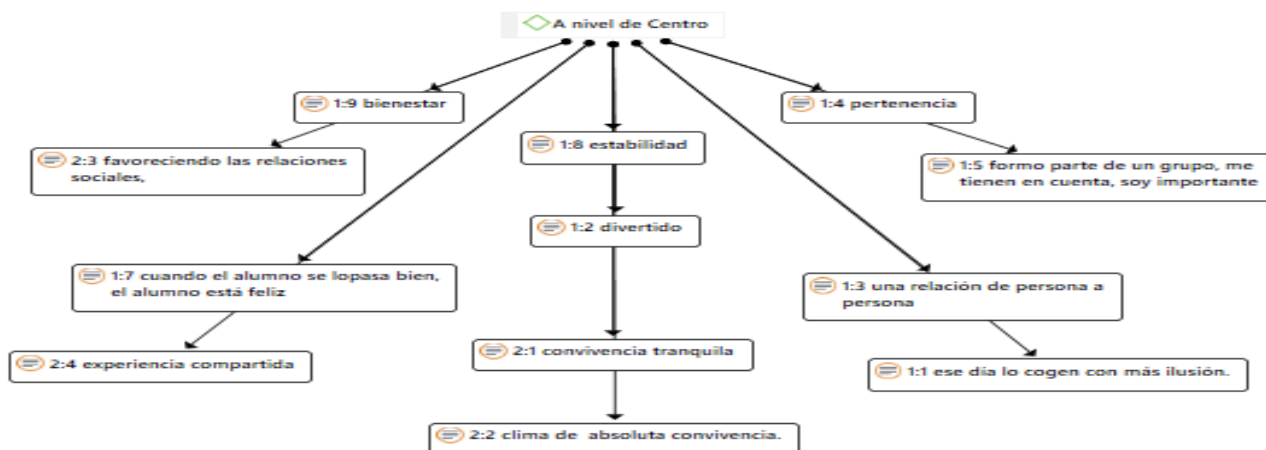 A nivel de Centro
1:9 bienestar
1:4 pertenencia
1:8 estabilidad
2:3 favoreciendo las relaciones
sociales,
1:5 formo parte de un grupo, me
tienen en cuenta, soy importante
1:2 divertido
1:7 cuando el alumno se lopasa bien,
el alumno está feliz
1:3 una relación de persona a
persona
2:1 convivencia tranquila
2:4 experiencia compartida
1:1 ese día lo cogen con más ilusión.
2:2 clima de absoluta convivencia.